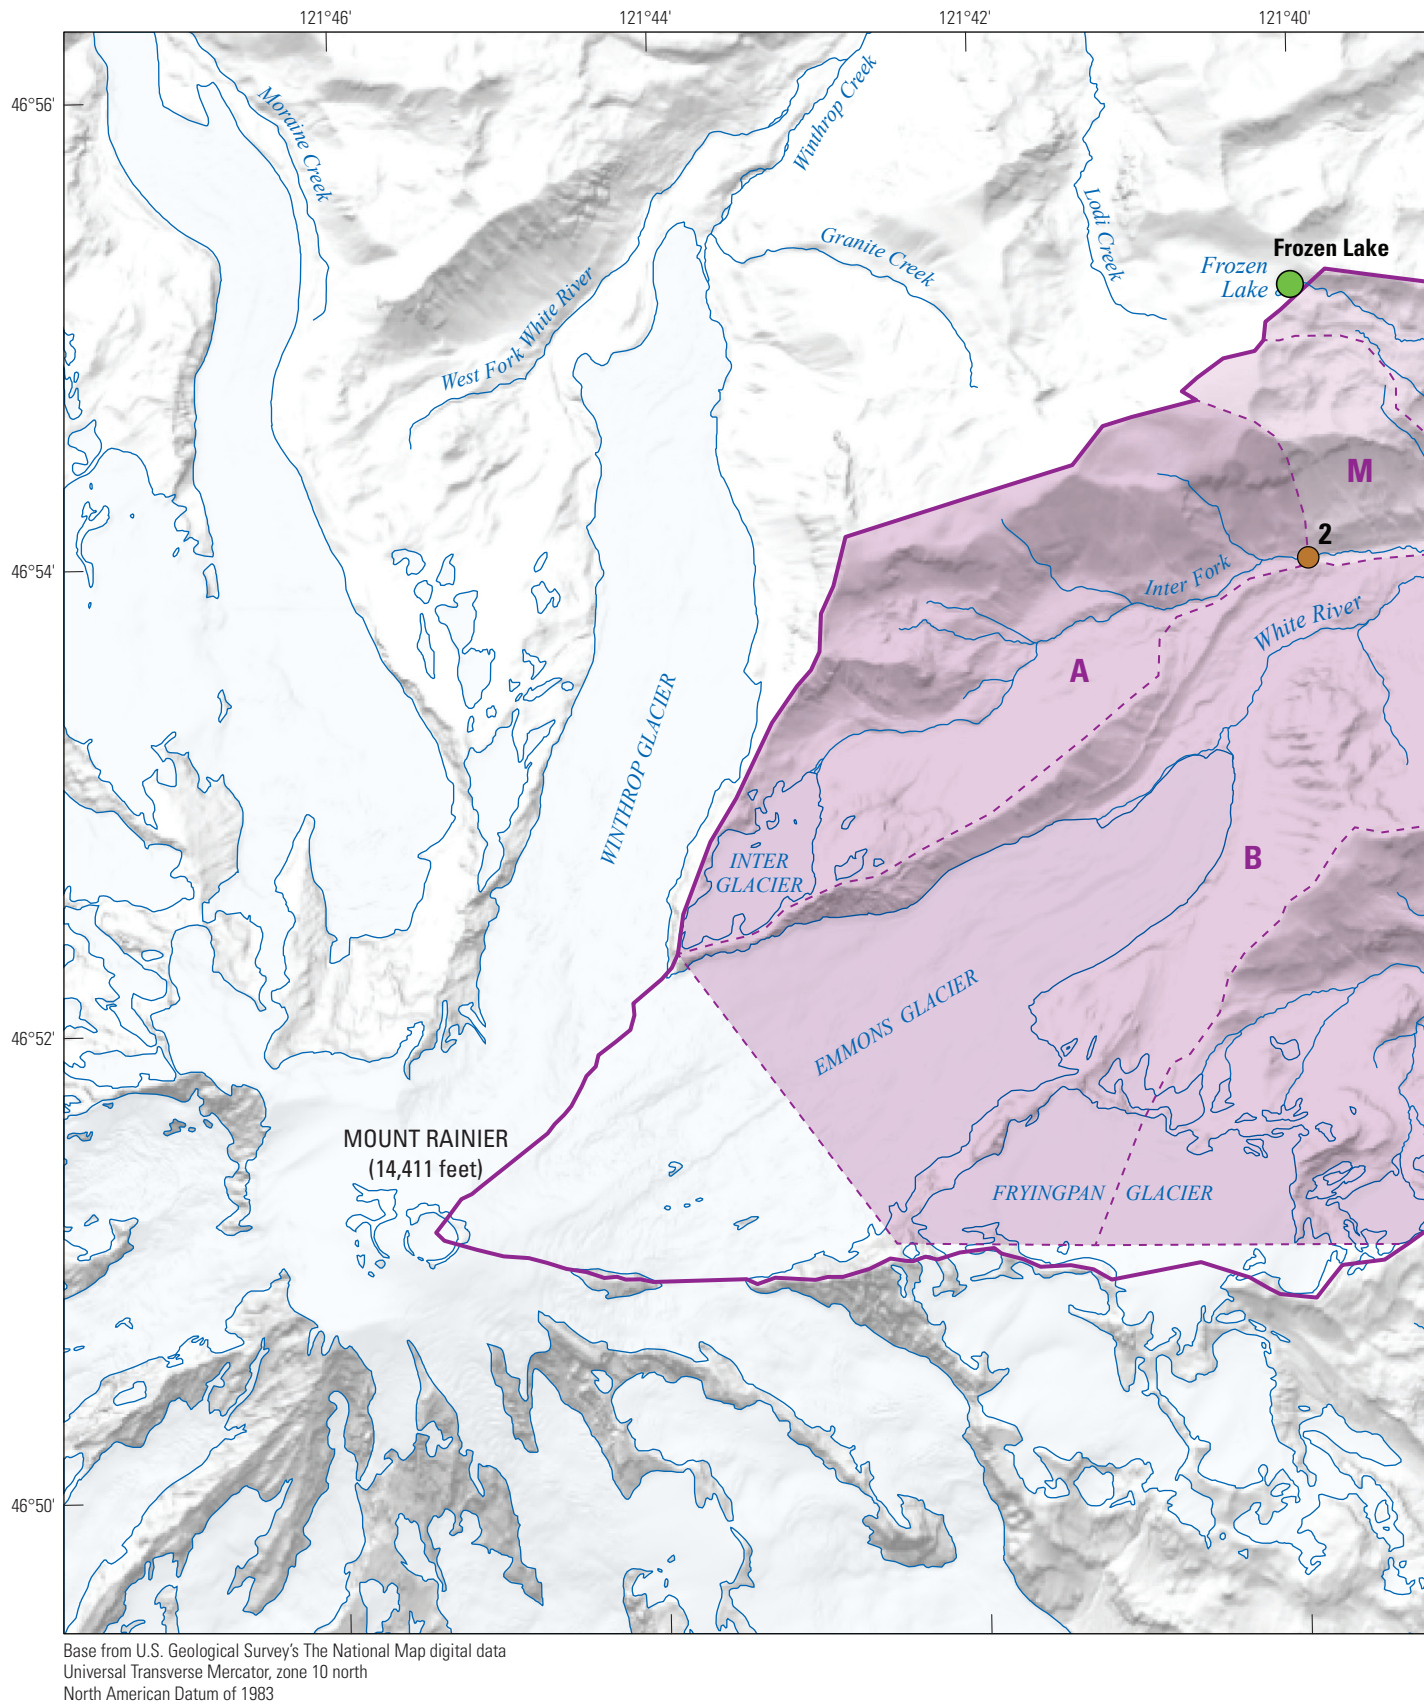 121°46'
121°44'
121°42'
121°40'
46°56'
46°54'
46°52'
46°50'
Moraine Creek
Winthrop Creek
Lodi Creek
Granite Creek
West Fork White River
Frozen Lake
Frozen
Lake
M
2
Inter Fork
White River
A
WINTHROP GLACIER
INTER
GLACIER
B
EMMONS GLACIER
MOUNT RAINIER
(14,411 feet)
FRYINGPAN GLACIER
Base from U.S. Geological Survey's The National Map digital data
Universal Transverse Mercator, zone 10 north
North American Datum of 1983